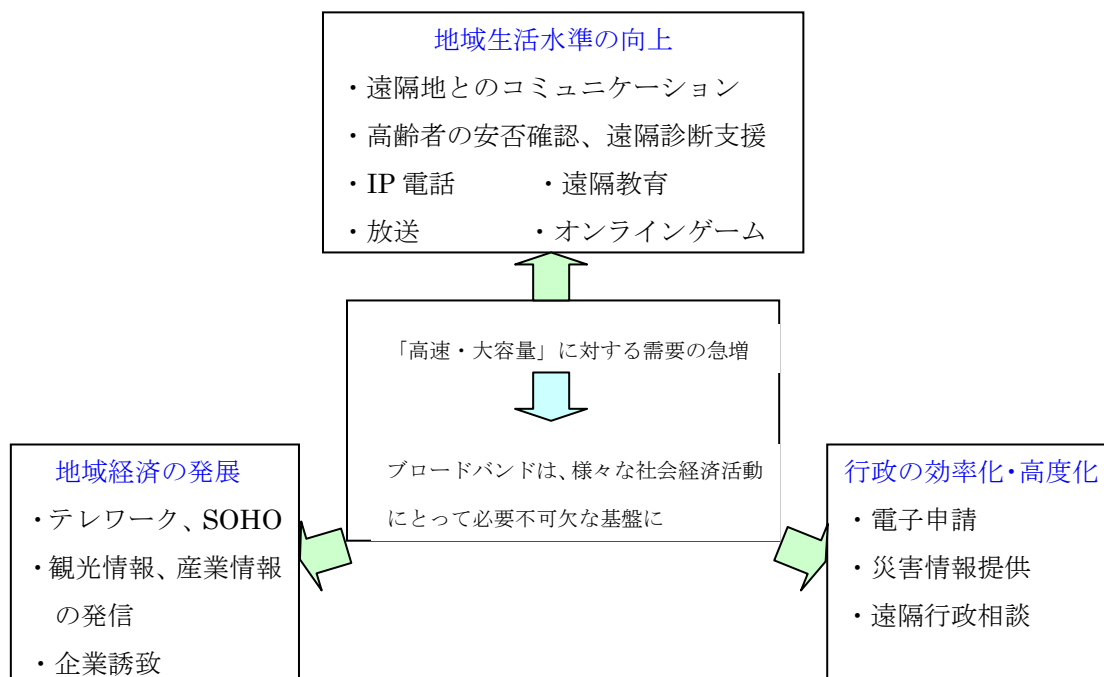 地域生活水準の向上
・遠隔地とのコミュニケーション
・高齢者の安否確認、遠隔診断支援
・IP 電話　　　・遠隔教育
・放送　　　　・オンラインゲーム
「高速・大容量」に対する需要の急増
ブロードバンドは、様々な社会経済活動
にとって必要不可欠な基盤に
地域経済の発展
・テレワーク、SOHO
・観光情報、産業情報
の発信
・企業誘致
行政の効率化・高度化
・電子申請
・災害情報提供
・遠隔行政相談